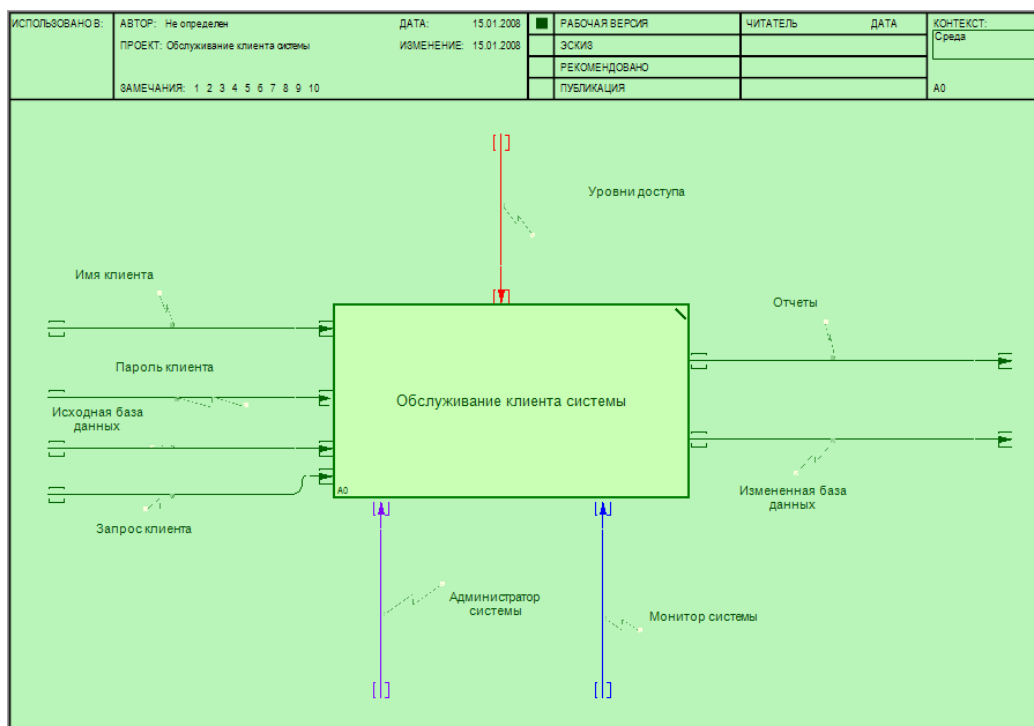 ИСПОЛЬЗОВАНО В:
АВТОР: Не определен
ДАТА: 15.01.2008
РАБОЧАЯ ВЕРСИЯ
ЧИТАТЕЛЬ
ДАТА
КОНТЕКСТ:
ПРОЕКТ: Обслуживание клиента системы
ИЗМЕНЕНИЕ: 15.01.2008
ЭСКИЗ
Среда
РЕКОМЕНДОВАНО
ЗАМЕЧАНИЯ: 1 2 3 4 5 6 7 8 9 10
ПУБЛИКАЦИЯ
A0
Уровни доступа
Имя клиента
Отчеты
Пароль клиента
Обслуживание клиента системы
Исходная база
данных
A0
Измененная база
данных
Запрос клиента
Администратор
системы
Монитор системы